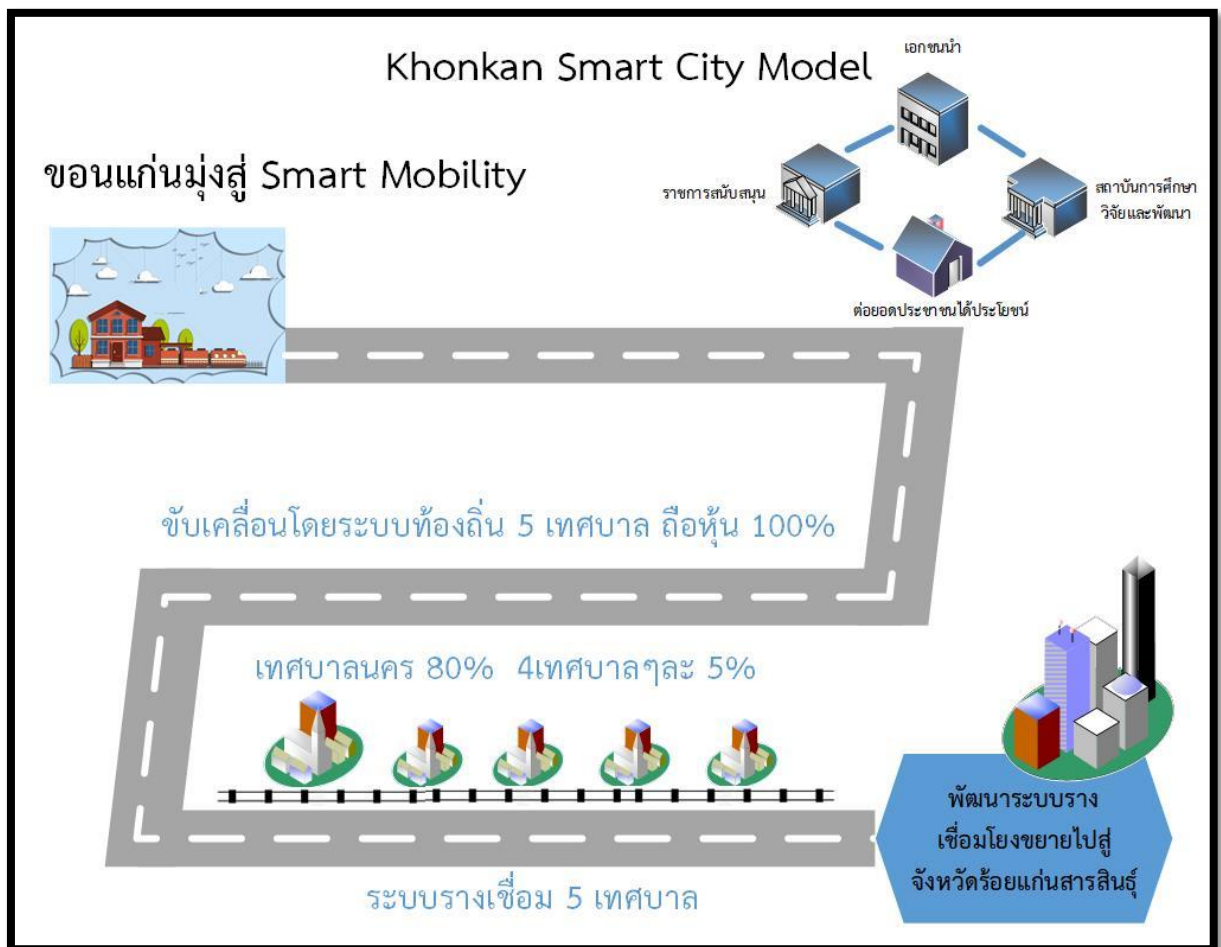 Khonkan Smart City Model
เอกชนนำ
ขอนแก่นมุ่งสู่ Smart Mobility
ราชการสนับสนุน
สถาบันการศึกษา
วิจัยและพัฒนา
ต่อยอดประชาชนได้ประโยชน์
ขับเคลื่อนโดยระบบท้องถิ่น 5 เทศบาล ถือหุ้น 100%
เทศบาลนคร 80% 4เทศบาลๆละ 5%
พัฒนาระบบราง
เชื่อมโยงขยายไปสู่
จังหวัดร้อยแก่นสารสินธุ์
ระบบรางเชื่อม 5 เทศบาล